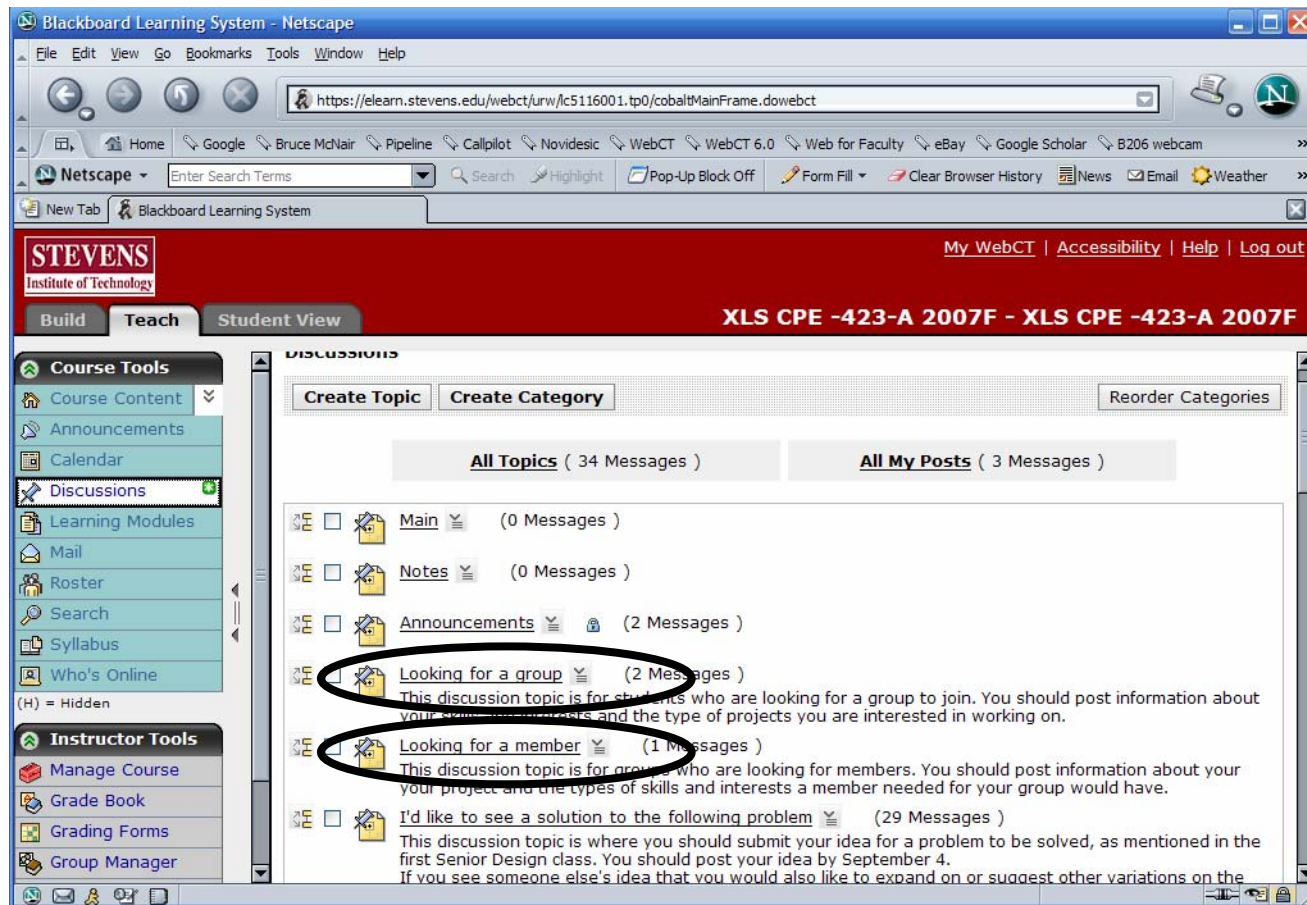 Blackboard Learning System - Netscape
File Edit View Go Bookmarks Tools Window Help
https://elearn.stevens.edu/webct/urw/lc5116001.tp0/cobaltMainFrame.dowebct
Home Google Bruce McNair Pipeline Callpilot Novidesic WebCT WebCT 6.0 Web for Faculty eBay Google Scholar B206 webcam »
Netscape Enter Search Terms Search Highlight Pop-Up Block Off Form Fill Clear Browser History News Email Weather »
New Tab Blackboard Learning System
STEVENS
Institute of Technology
My WebCT | Accessibility | Help | Log out
Build Teach Student View
XLS CPE -423-A 2007F - XLS CPE -423-A 2007F
Course Tools
Course Content
Announcements
Calendar
Discussions
Learning Modules
Mail
Roster
Search
Syllabus
Who's Online
(H) = Hidden
Instructor Tools
Manage Course
Grade Book
Grading Forms
Group Manager
Discussions
Create Topic Create Category Reorder Categories
All Topics ( 34 Messages ) All My Posts ( 3 Messages )
Main (0 Messages )
Notes (0 Messages )
Announcements (2 Messages )
Looking for a group (2 Messages )
This discussion topic is for students who are looking for a group to join. You should post information about
your skills and interests and the type of projects you are interested in working on.
Looking for a member (1 Messages )
This discussion topic is for groups who are looking for members. You should post information about your
your project and the types of skills and interests a member needed for your group would have.
I'd like to see a solution to the following problem (29 Messages )
This discussion topic is where you should submit your idea for a problem to be solved, as mentioned in the
first Senior Design class. You should post your idea by September 4.
If you see someone else's idea that you would also like to expand on or suggest other variations on the